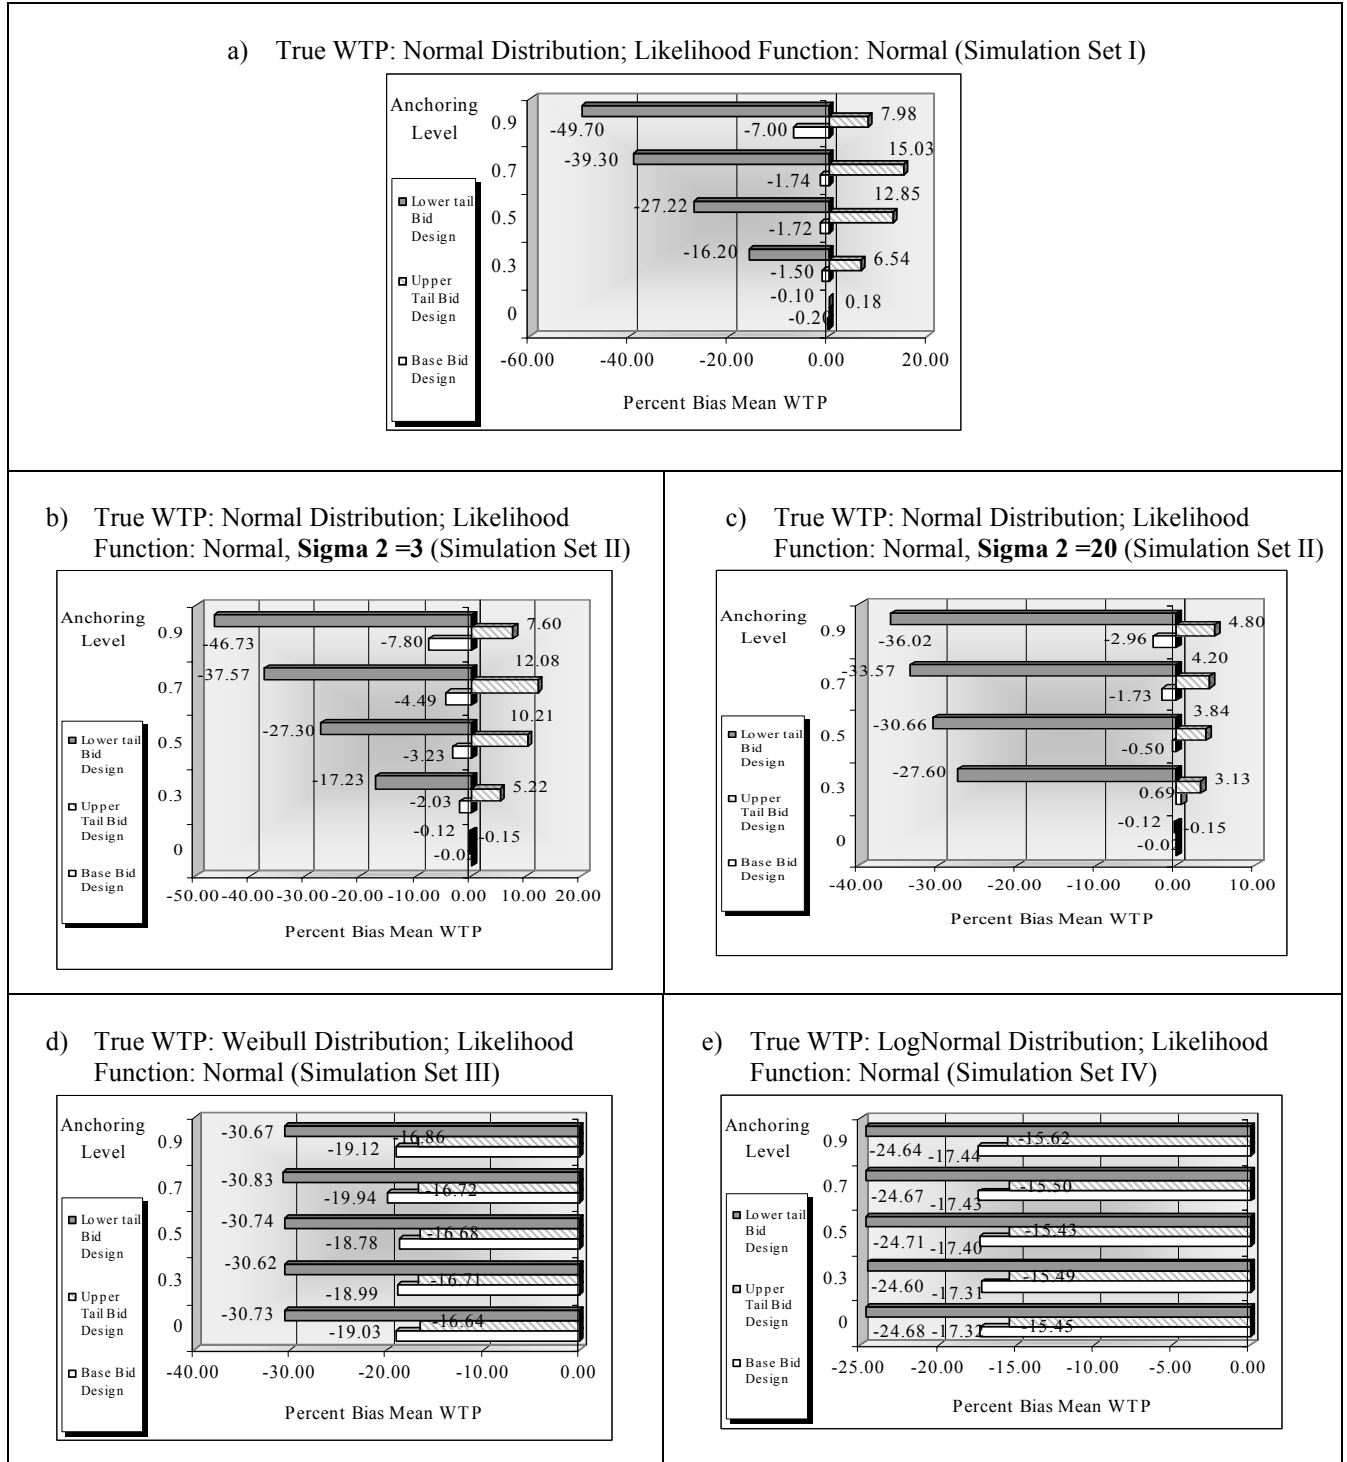 a) True WTP: Normal Distribution; Likelihood Function: Normal (Simulation Set I)
Anchoring
Level
0.9
0.7
0.5
0.3
0
-49.70
-7.00
7.98
-39.30
-1.74
15.03
-27.22
-1.72
12.85
-16.20
-1.50
6.54
-0.10
0.18
-0.20
Lower tail
Bid
Design
Upper
Tail Bid
Design
Base Bid
Design
-60.00 -40.00 -20.00 0.00 20.00
Percent Bias Mean WTP
b) True WTP: Normal Distribution; Likelihood
Function: Normal, Sigma 2 =3 (Simulation Set II)
Anchoring
Level
0.9
0.7
0.5
0.3
0
-46.73
-7.80
7.60
-37.57
-4.49
12.08
-27.30
-3.23
10.21
-17.23
-2.03
5.22
-0.12
-0.15
Lower tail
Bid
Design
Upper
Tail Bid
Design
Base Bid
Design
-50.00 -40.00 -30.00 -20.00 -10.00 0.00 10.00 20.00
Percent Bias Mean WTP
c) True WTP: Normal Distribution; Likelihood
Function: Normal, Sigma 2 =20 (Simulation Set II)
Anchoring
Level
0.9
0.7
0.5
0.3
0
-36.02
-2.96
4.80
-33.57
-1.73
4.20
-30.66
-0.50
3.84
-27.60
0.69
3.13
-0.12
-0.15
Lower tail
Bid
Design
Upper
Tail Bid
Design
Base Bid
Design
-40.00 -30.00 -20.00 -10.00 0.00 10.00
Percent Bias Mean WTP
d) True WTP: Weibull Distribution; Likelihood
Function: Normal (Simulation Set III)
Anchoring
Level
0.9
0.7
0.5
0.3
0
-30.67
-19.12
-16.86
-30.83
-19.94
-16.72
-30.74
-18.78
-16.68
-30.62
-18.99
-16.71
-30.73
-19.03
-16.64
Lower tail
Bid
Design
Upper
Tail Bid
Design
Base Bid
Design
-40.00 -30.00 -20.00 -10.00 0.00
Percent Bias Mean WTP
e) True WTP: LogNormal Distribution; Likelihood
Function: Normal (Simulation Set IV)
Anchoring
Level
0.9
0.7
0.5
0.3
0
-24.64
-17.44
-15.62
-24.67
-17.43
-15.50
-24.71
-17.40
-15.43
-24.60
-17.31
-15.49
-24.68
-17.32
-15.45
Lower tail
Bid
Design
Upper
Tail Bid
Design
Base Bid
Design
-25.00 -20.00 -15.00 -10.00 -5.00 0.00
Percent Bias Mean WTP